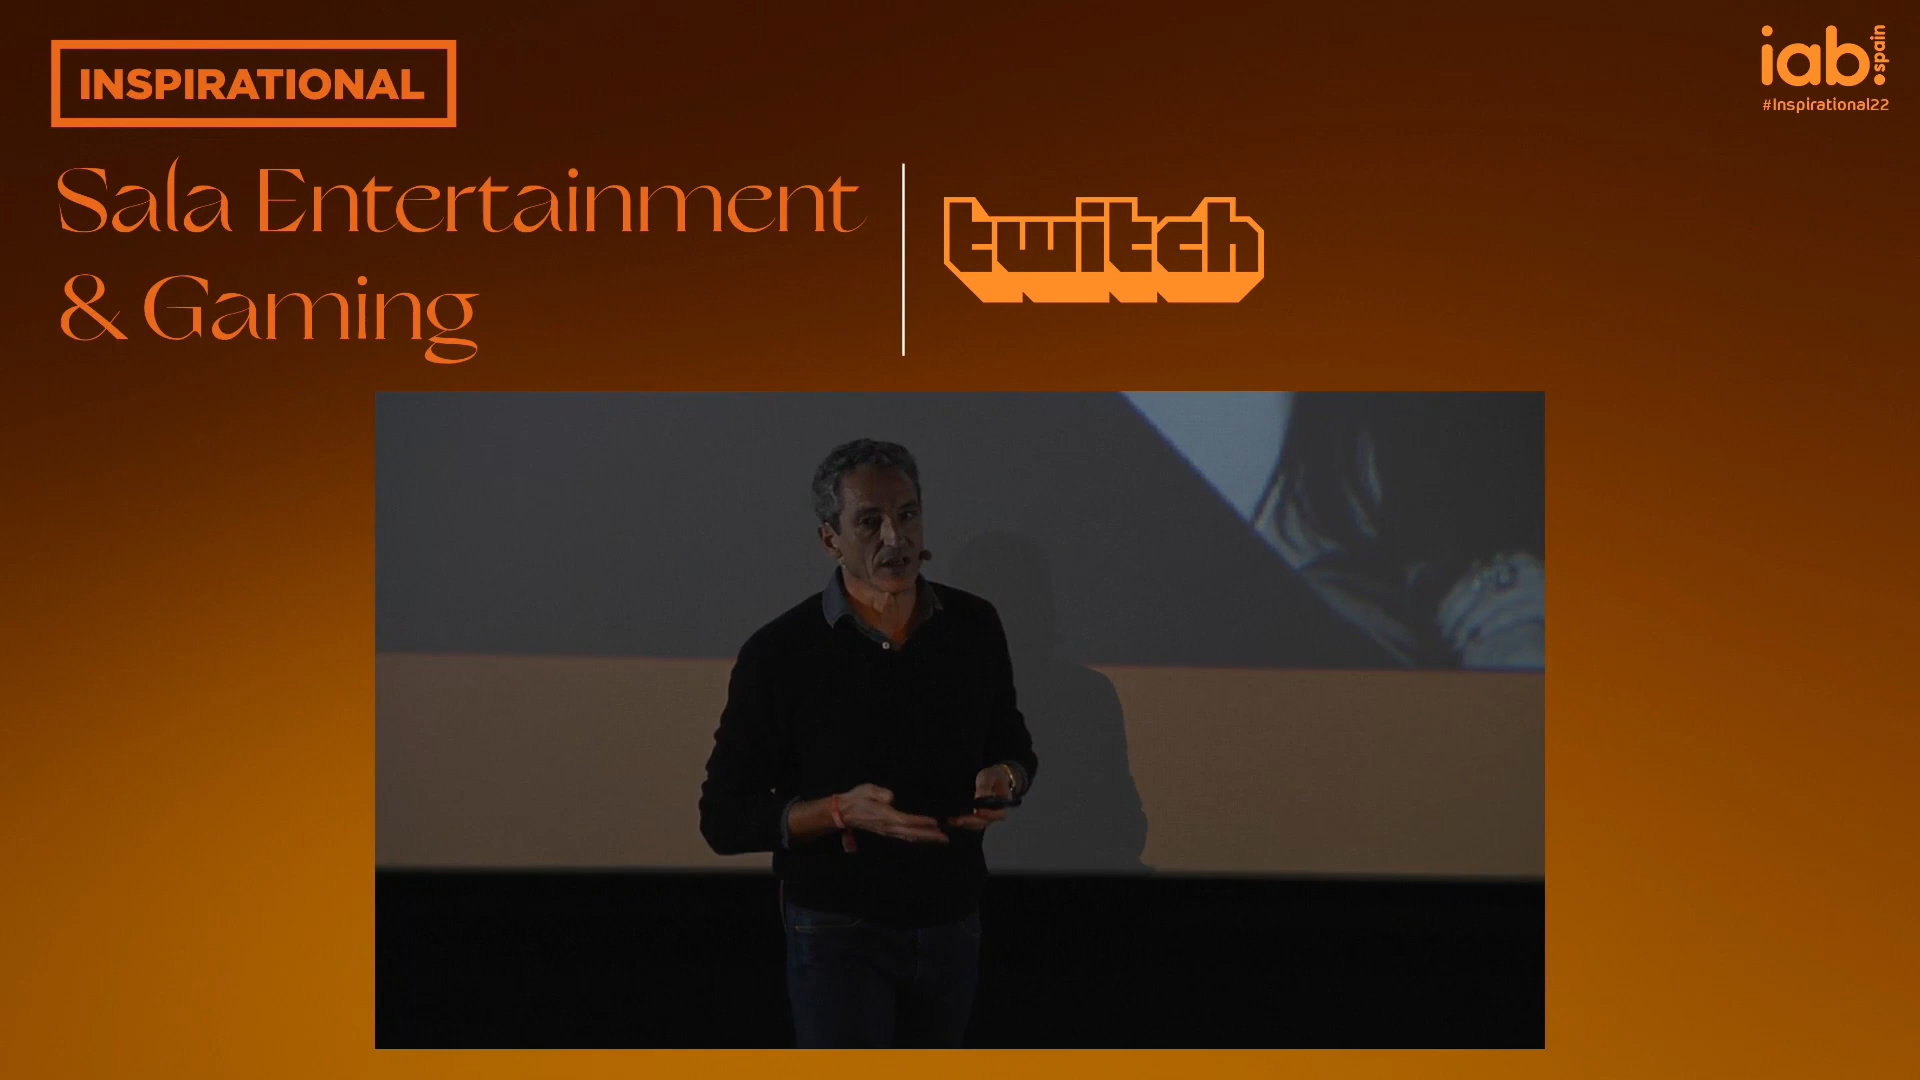 INSPIRATIONAL
iab.spain
#Inspirational22
Sala Entertainment
& Gaming
twitch